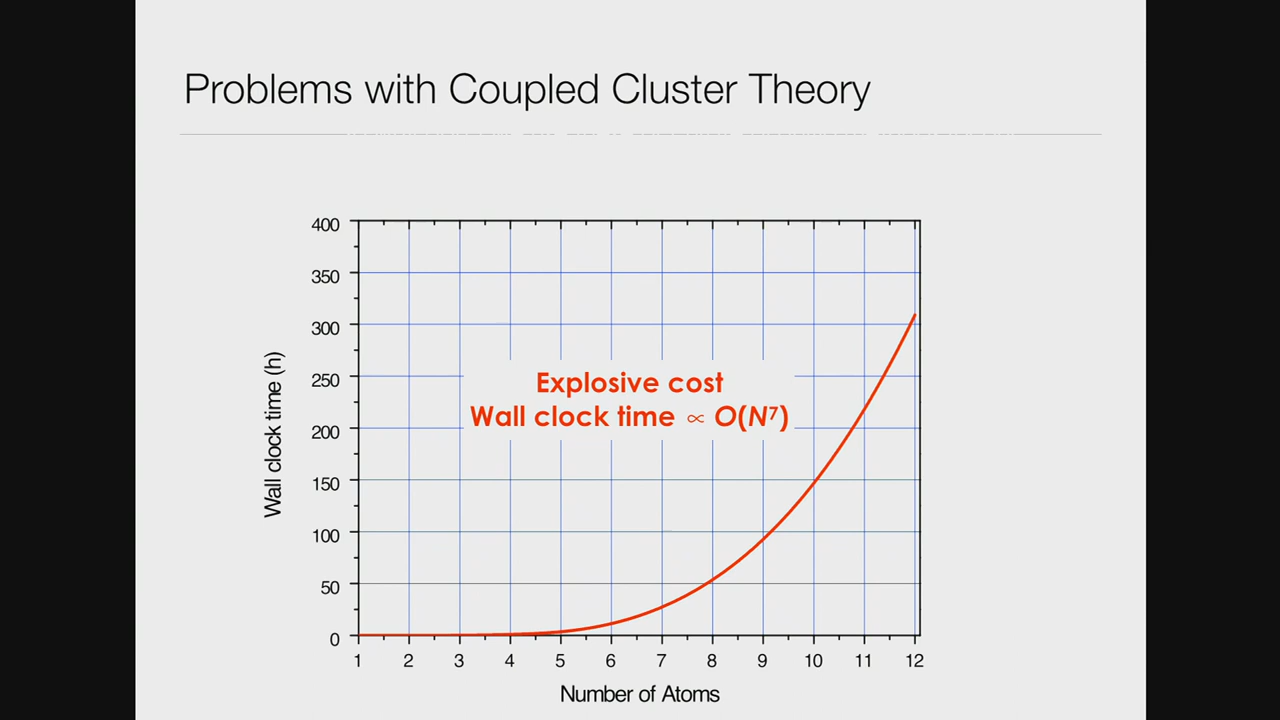 Problems with Coupled Cluster Theory
400
350
300
250
200
150
100
50
0
Wall clock time (h)
Explosive cost
Wall clock time ∝ O(N⁷)
1 2 3 4 5 6 7 8 9 10 11 12
Number of Atoms